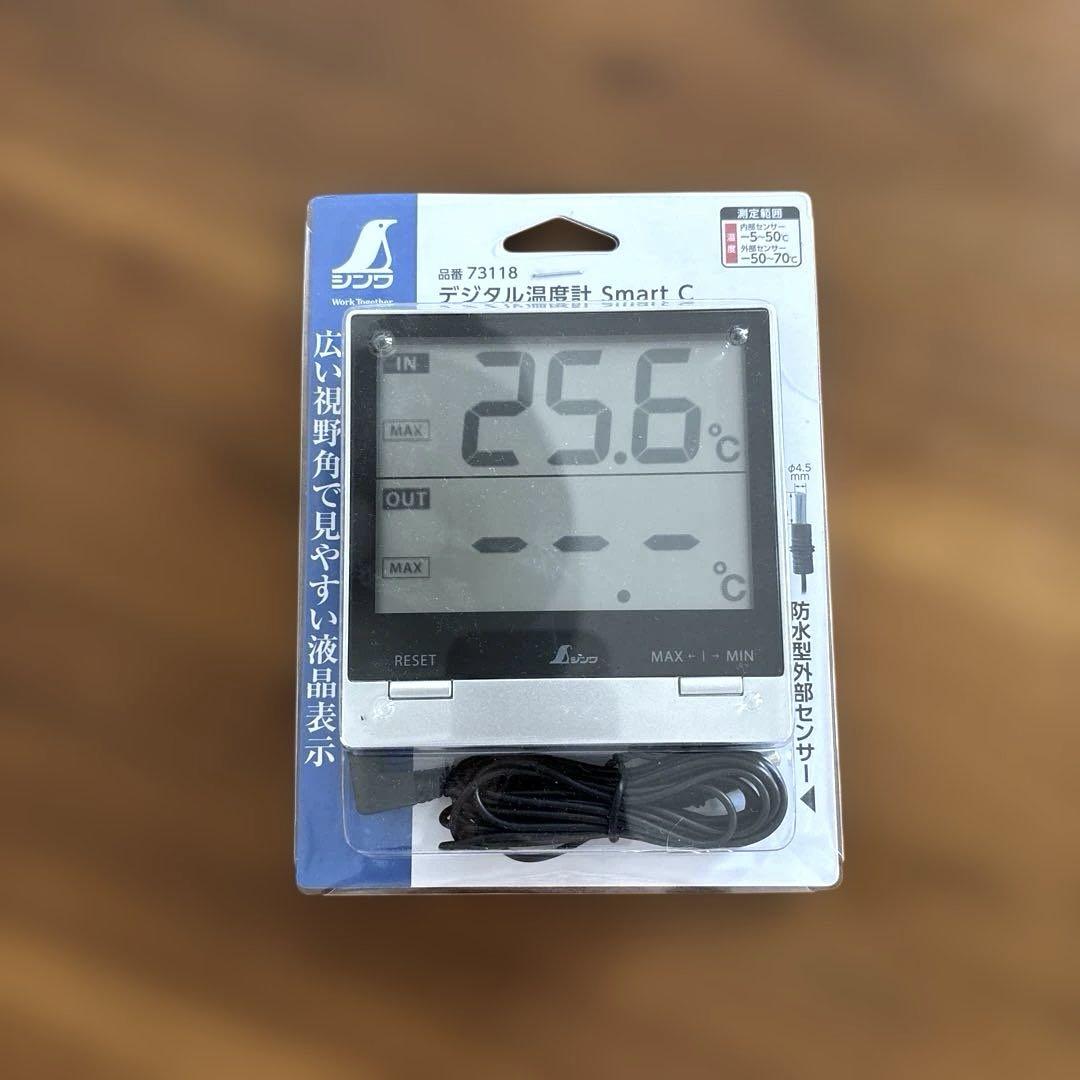 シンワ
Work Together
品番 73118
デジタル温度計 Smart C
測定範囲
温度
内部センサー
−5~50℃
外部センサー
−50~70℃
広い視野角で見やすい液晶表示
IN
MAX
25.6
℃
OUT
MAX
---.
℃
RESET
シンワ
MAX ← | → MIN
φ4.5
mm
防水型外部センサー